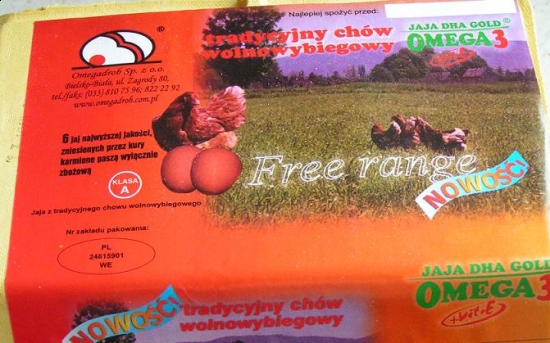 Najlepiej spożyć przed:
tradycyjny chów
wolnowybiegowy
JAJA DHA GOLD®
OMEGA 3
+Wit.E
®
Omegadrob Sp. z o.o.
Bielsko-Biała, ul. Zagrody 80,
tel./faks: (033) 810 75 96; 822 22 92
www.omegadrob.com.pl
6 jaj najwyższej jakości,
zniesionych przez kury
karmione paszą wyłącznie
zbożową
KLASA
A
Free range
NOWOŚĆ!
Jaja z tradycyjnego chowu wolnowybiegowego
Nr zakładu pakowania:
PL
24615901
WE
NOWOŚĆ!
tradycyjny chów
wolnowybiegowy
JAJA DHA GOLD
OMEGA 3
+Wit.E